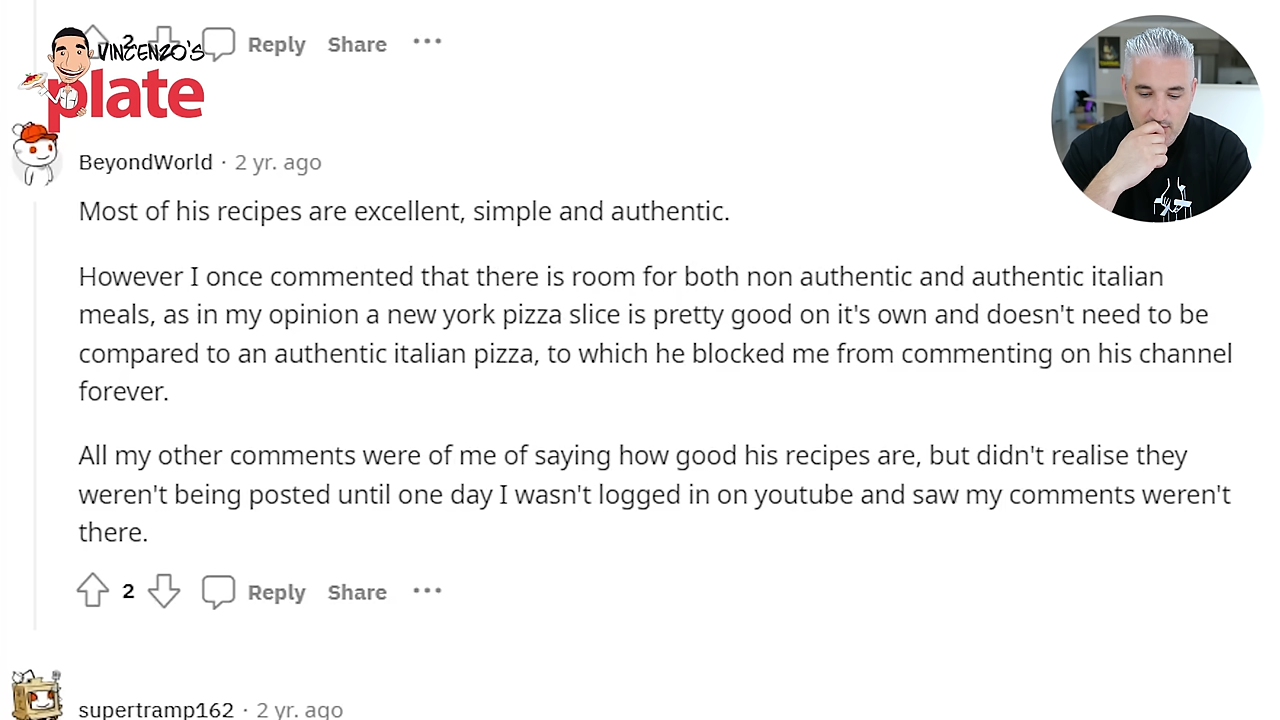 2 Reply Share
VINCENZO'S
plate
BeyondWorld · 2 yr. ago
Most of his recipes are excellent, simple and authentic.
However I once commented that there is room for both non authentic and authentic italian
meals, as in my opinion a new york pizza slice is pretty good on it's own and doesn't need to be
compared to an authentic italian pizza, to which he blocked me from commenting on his channel
forever.
All my other comments were of me of saying how good his recipes are, but didn't realise they
weren't being posted until one day I wasn't logged in on youtube and saw my comments weren't
there.
2 Reply Share
supertramp162 · 2 yr. ago